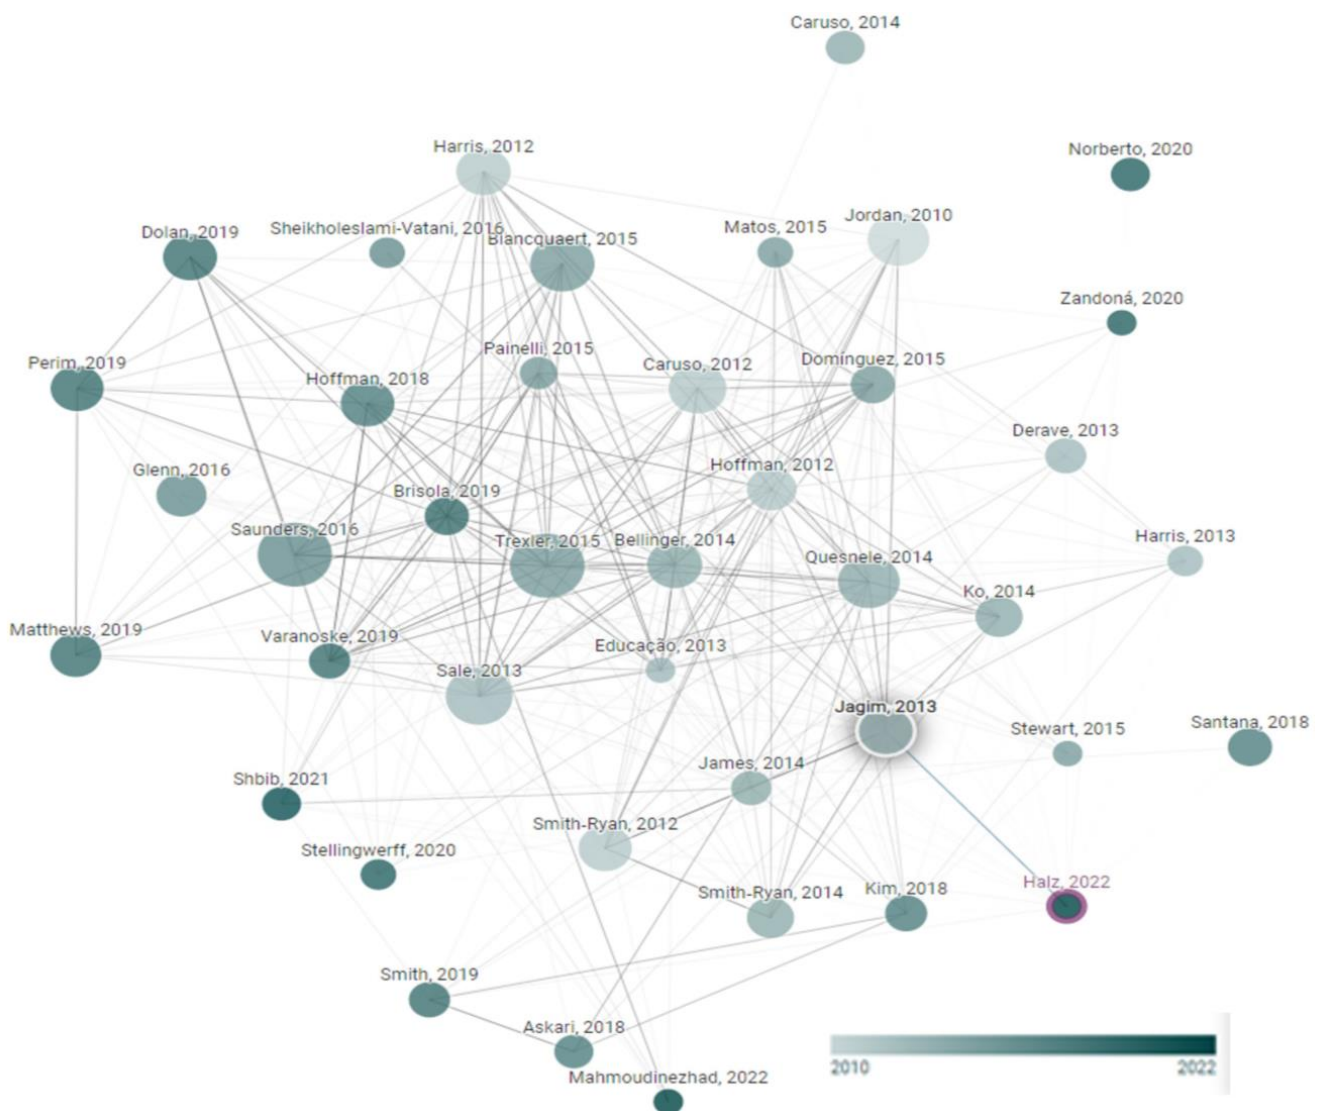 Caruso, 2014
Harris, 2012
Norberto, 2020
Jordan, 2010
Dolan, 2019
Sheikholeslami-Vatani, 2016
Matos, 2015
Blancquaert, 2015
Zandoná, 2020
Painelli, 2015
Perim, 2019
Caruso, 2012
Domínguez, 2015
Hoffman, 2018
Derave, 2013
Glenn, 2016
Hoffman, 2012
Brisola, 2019
Saunders, 2016
Harris, 2013
Trexler, 2015
Bellinger, 2014
Quesnele, 2014
Ko, 2014
Matthews, 2019
Varanoske, 2019
Educação, 2013
Sale, 2013
Jagim, 2013
Stewart, 2015
Santana, 2018
Shbib, 2021
James, 2014
Smith-Ryan, 2012
Stellingwerff, 2020
Smith-Ryan, 2014
Kim, 2018
Halz, 2022
Smith, 2019
Askari, 2018
Mahmoudinezhad, 2022
2010
2022